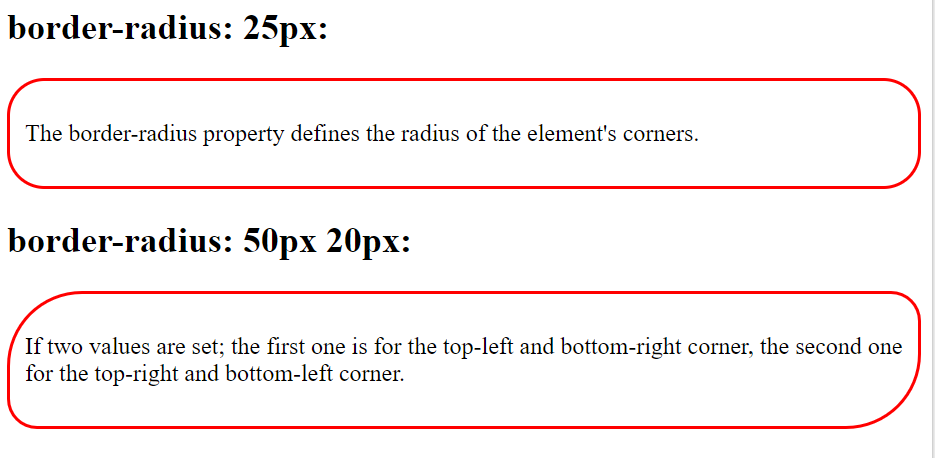 border-radius: 25px:
The border-radius property defines the radius of the element's corners.
border-radius: 50px 20px:
If two values are set; the first one is for the top-left and bottom-right corner, the second one
for the top-right and bottom-left corner.